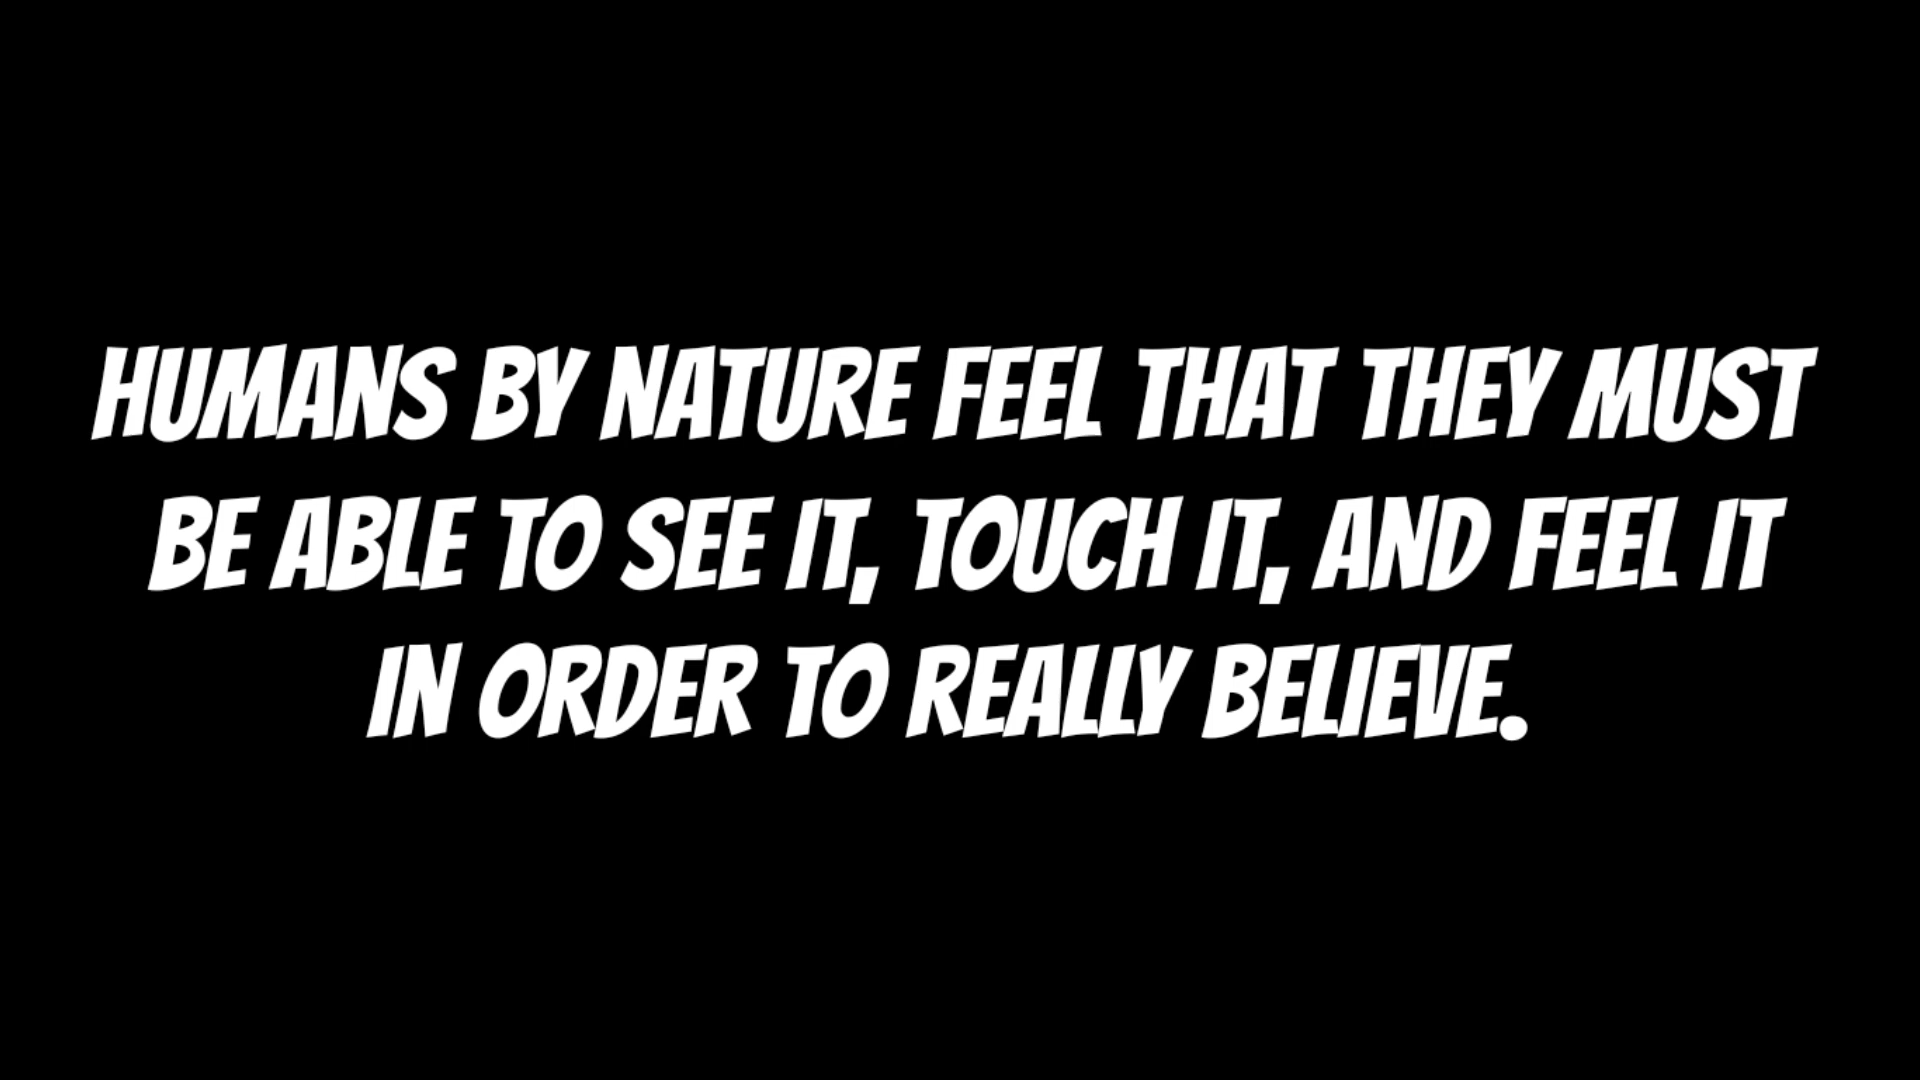 HUMANS BY NATURE FEEL THAT THEY MUST
BE ABLE TO SEE IT, TOUCH IT, AND FEEL IT
IN ORDER TO REALLY BELIEVE.